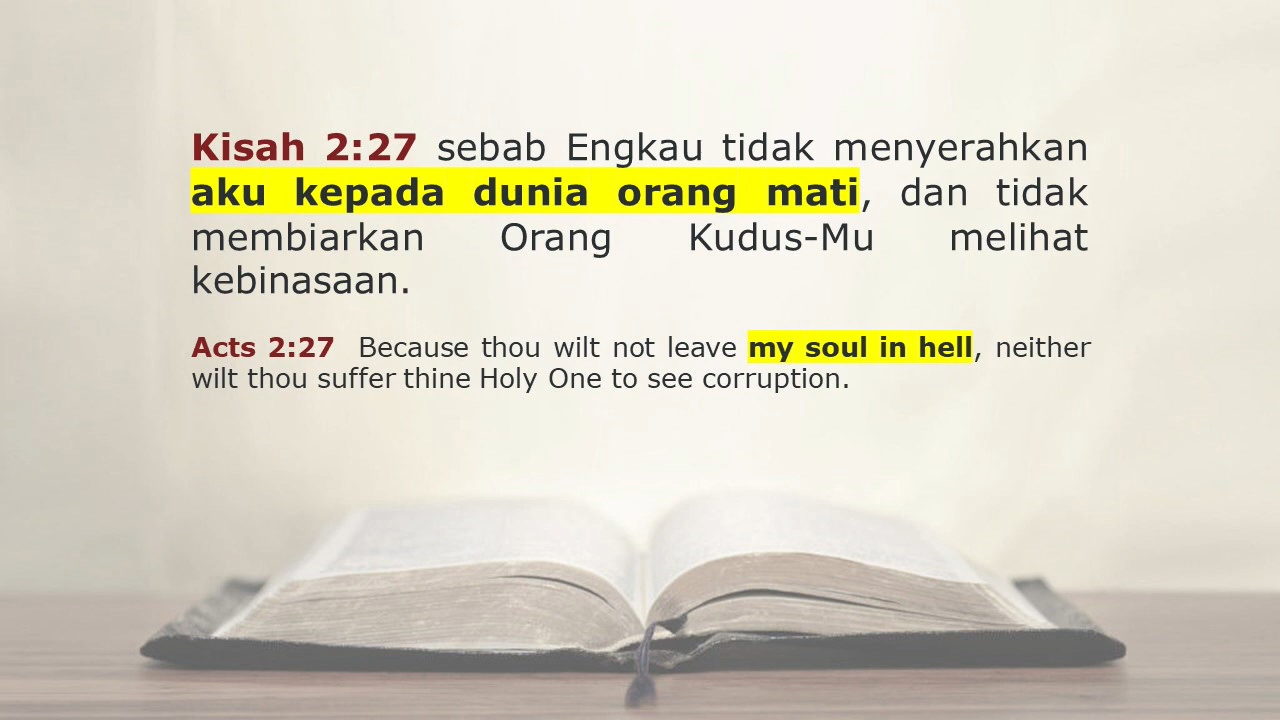 Kisah 2:27 sebab Engkau tidak menyerahkan
aku kepada dunia orang mati, dan tidak
membiarkan Orang Kudus-Mu melihat
kebinasaan.
Acts 2:27 Because thou wilt not leave my soul in hell, neither
wilt thou suffer thine Holy One to see corruption.